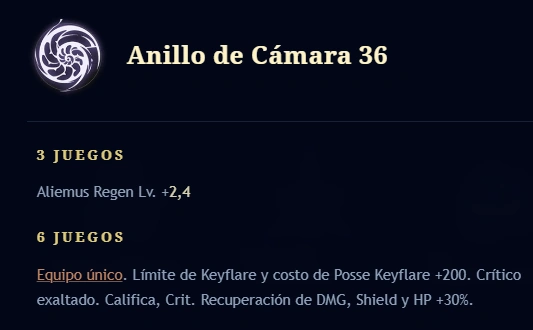 Anillo de Cámara 36
3 JUEGOS
Aliemus Regen Lv. +2,4
6 JUEGOS
Equipo único. Límite de Keyflare y costo de Posse Keyflare +200. Crítico
exaltado. Califica, Crit. Recuperación de DMG, Shield y HP +30%.